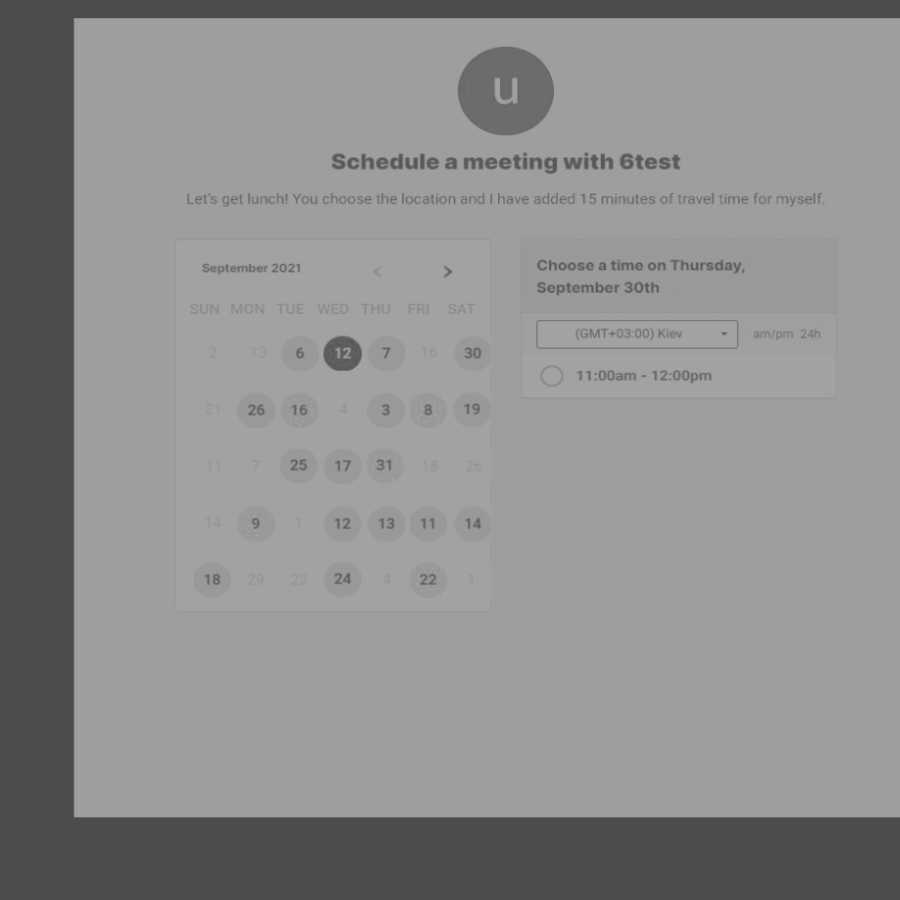 u
Schedule a meeting with 6test
Let's get lunch! You choose the location and I have added 15 minutes of travel time for myself.
September 2021 < >
SUN MON TUE WED THU FRI SAT
2 13 6 12 7 16 30
21 26 16 4 3 8 19
11 7 25 17 31 18 26
14 9 1 12 13 11 14
18 29 22 24 4 22 1
Choose a time on Thursday,
September 30th
(GMT+03:00) Kiev am/pm 24h
11:00am - 12:00pm